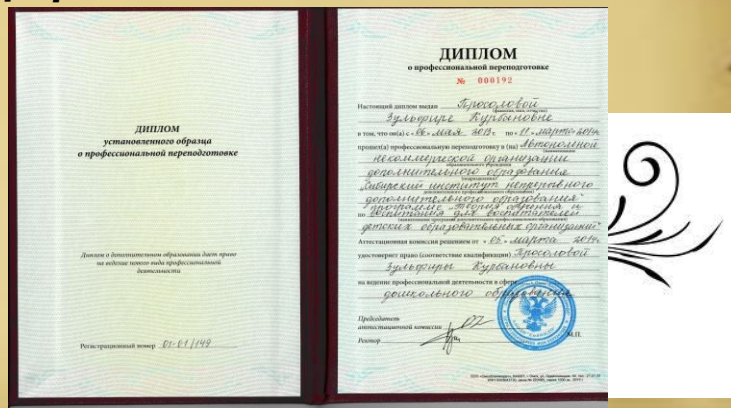 ДИПЛОМ
установленного образца
о профессиональной переподготовке
Диплом о дополнительном образовании дает право
на ведение нового вида профессиональной
деятельности
Регистрационный номер 01-01/149
ДИПЛОМ
о профессиональной переподготовке
№ 000192
Настоящий диплом выдан Просоловой
Зульфире Курбановне
в том, что он(а) с «06» мая 2013 г. по «11» марта 2014
прошел(а) профессиональную переподготовку в (на) Автономной
некоммерческой организации
дополнительного образования
"Сибирский институт непрерывного
дополнительного образования"
по программе "Теория обучения и
воспитания для воспитателей
детских образовательных организаций"
Аттестационная комиссия решением от «05» марта 2014
удостоверяет право (соответствие квалификации) Просоловой
Зульфиры Курбановны
на ведение профессиональной деятельности в сфере
дошкольного образования
Председатель
аттестационной комиссии
Ректор
М.П.